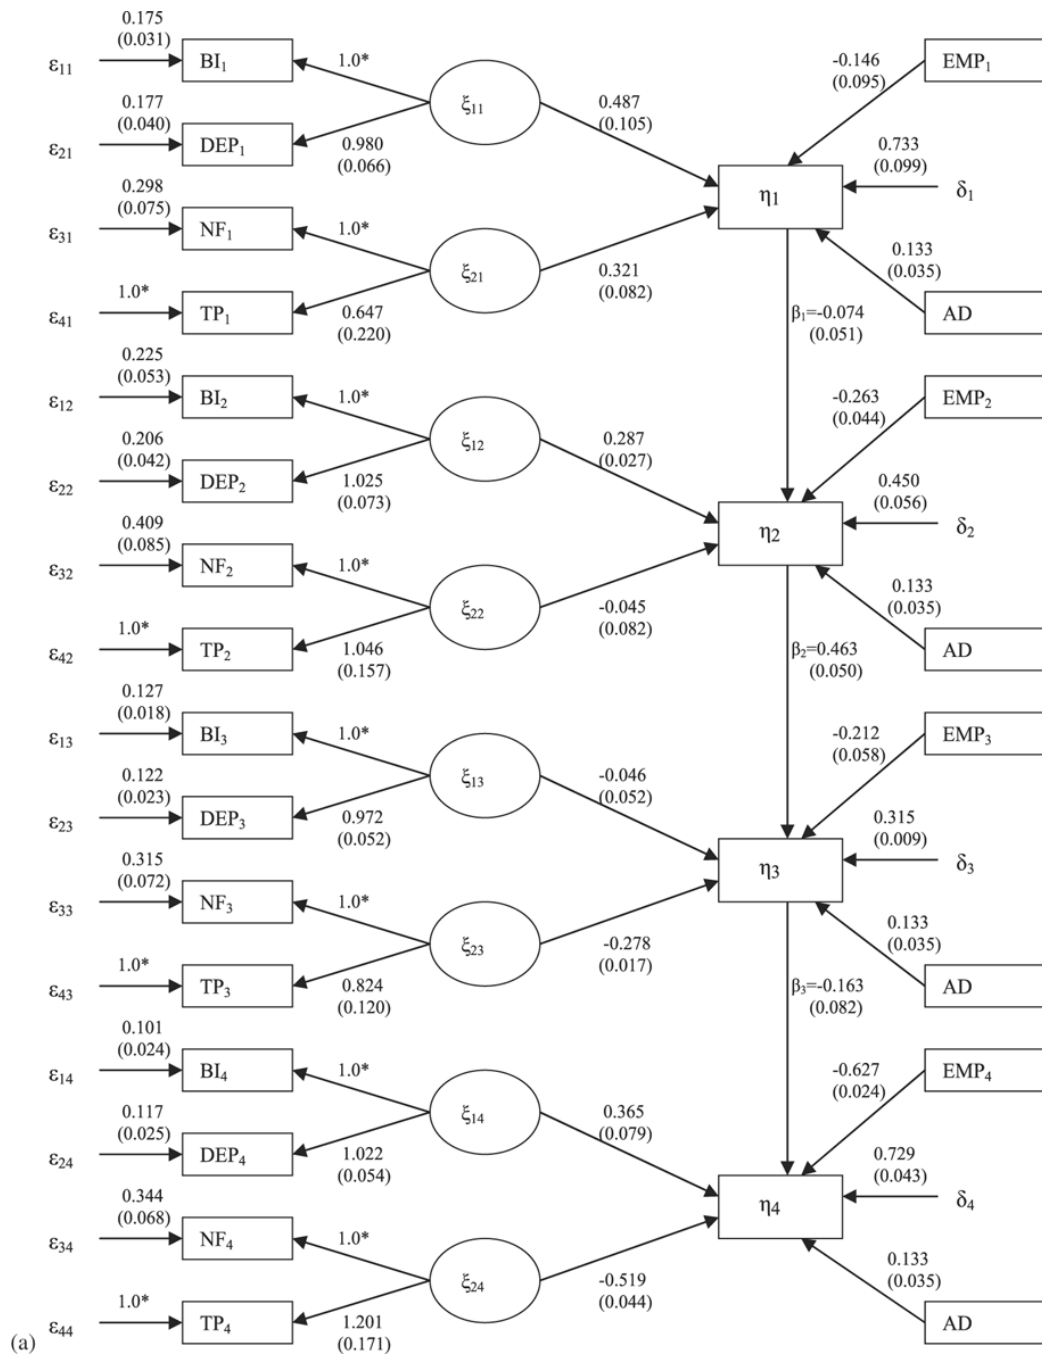 0.175
(0.031)
ε11
BI1
1.0*
ξ11
-0.146
(0.095)
EMP1
0.177
(0.040)
ε21
DEP1
0.980
(0.066)
0.487
(0.105)
0.733
(0.099)
δ1
η1
0.298
(0.075)
ε31
NF1
1.0*
ξ21
0.321
(0.082)
0.133
(0.035)
1.0*
ε41
TP1
0.647
(0.220)
β1=-0.074
(0.051)
AD
0.225
(0.053)
ε12
BI2
1.0*
ξ12
-0.263
(0.044)
EMP2
0.206
(0.042)
ε22
DEP2
1.025
(0.073)
0.287
(0.027)
0.450
(0.056)
δ2
η2
0.409
(0.085)
ε32
NF2
1.0*
ξ22
-0.045
(0.082)
0.133
(0.035)
1.0*
ε42
TP2
1.046
(0.157)
β2=0.463
(0.050)
AD
0.127
(0.018)
ε13
BI3
1.0*
ξ13
-0.212
(0.058)
EMP3
0.122
(0.023)
ε23
DEP3
0.972
(0.052)
-0.046
(0.052)
0.315
(0.009)
δ3
η3
0.315
(0.072)
ε33
NF3
1.0*
ξ23
-0.278
(0.017)
0.133
(0.035)
1.0*
ε43
TP3
0.824
(0.120)
β3=-0.163
(0.082)
AD
0.101
(0.024)
ε14
BI4
1.0*
ξ14
-0.627
(0.024)
EMP4
0.117
(0.025)
ε24
DEP4
1.022
(0.054)
0.365
(0.079)
0.729
(0.043)
δ4
η4
0.344
(0.068)
ε34
NF4
1.0*
ξ24
-0.519
(0.044)
0.133
(0.035)
1.0*
ε44
TP4
1.201
(0.171)
AD
(a)